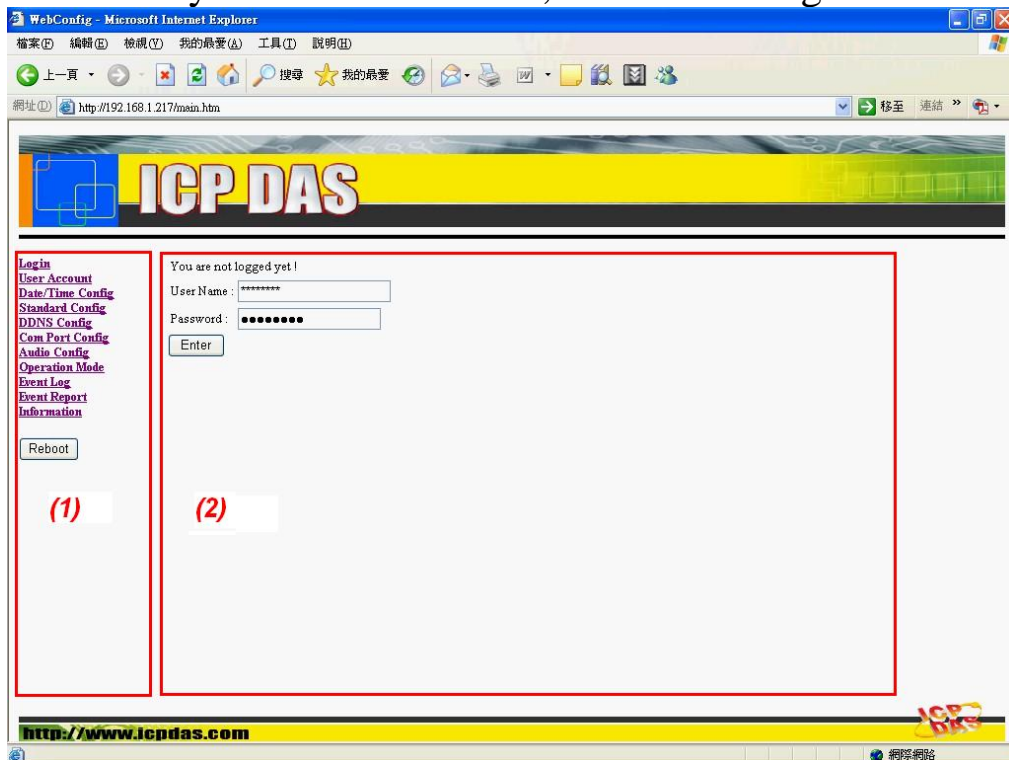 WebConfig - Microsoft Internet Explorer
檔案(F) 編輯(E) 檢視(V) 我的最愛(A) 工具(T) 說明(H)
上一頁 搜尋 我的最愛
網址(D) http://192.168.1.217/main.htm 移至 連結 »
ICP DAS
Login
User Account
Date/Time Config
Standard Config
DDNS Config
Com Port Config
Audio Config
Operation Mode
Event Log
Event Report
Information
Reboot
(1)
You are not logged yet !
User Name : ********
Password : ●●●●●●●●
Enter
(2)
http://www.icpdas.com
ICP DAS
網際網路